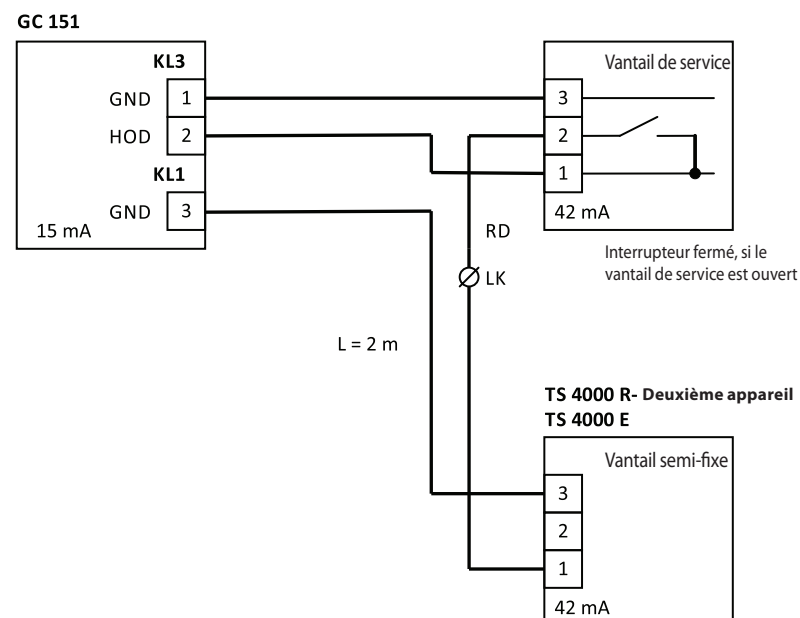 GC 151
KL3
GND 1
HOD 2
KL1
GND 3
15 mA
Vantail de service
3
2
1
42 mA
Interrupteur fermé, si le
vantail de service est ouvert
RD
LK
L = 2 m
TS 4000 R- Deuxième appareil
TS 4000 E
Vantail semi-fixe
3
2
1
42 mA